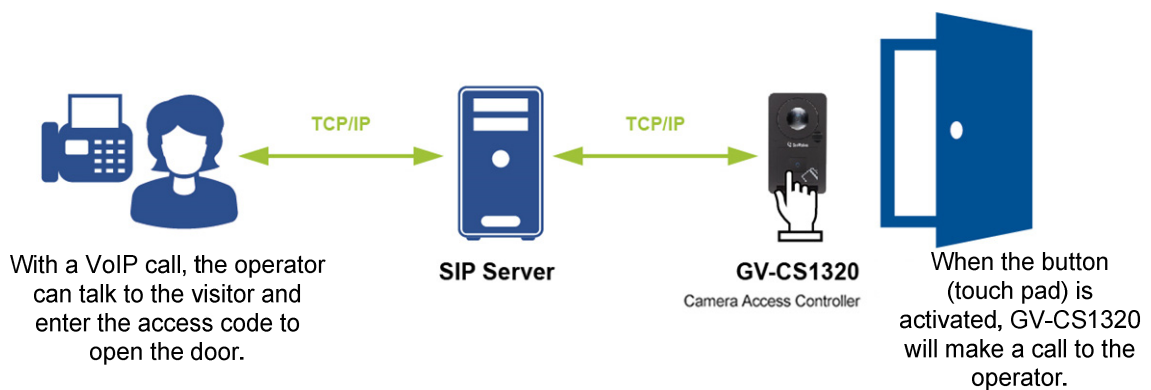 TCP/IP
TCP/IP
GeoVision
With a VoIP call, the operator
can talk to the visitor and
enter the access code to
open the door.
SIP Server
GV-CS1320
Camera Access Controller
When the button
(touch pad) is
activated, GV-CS1320
will make a call to the
operator.